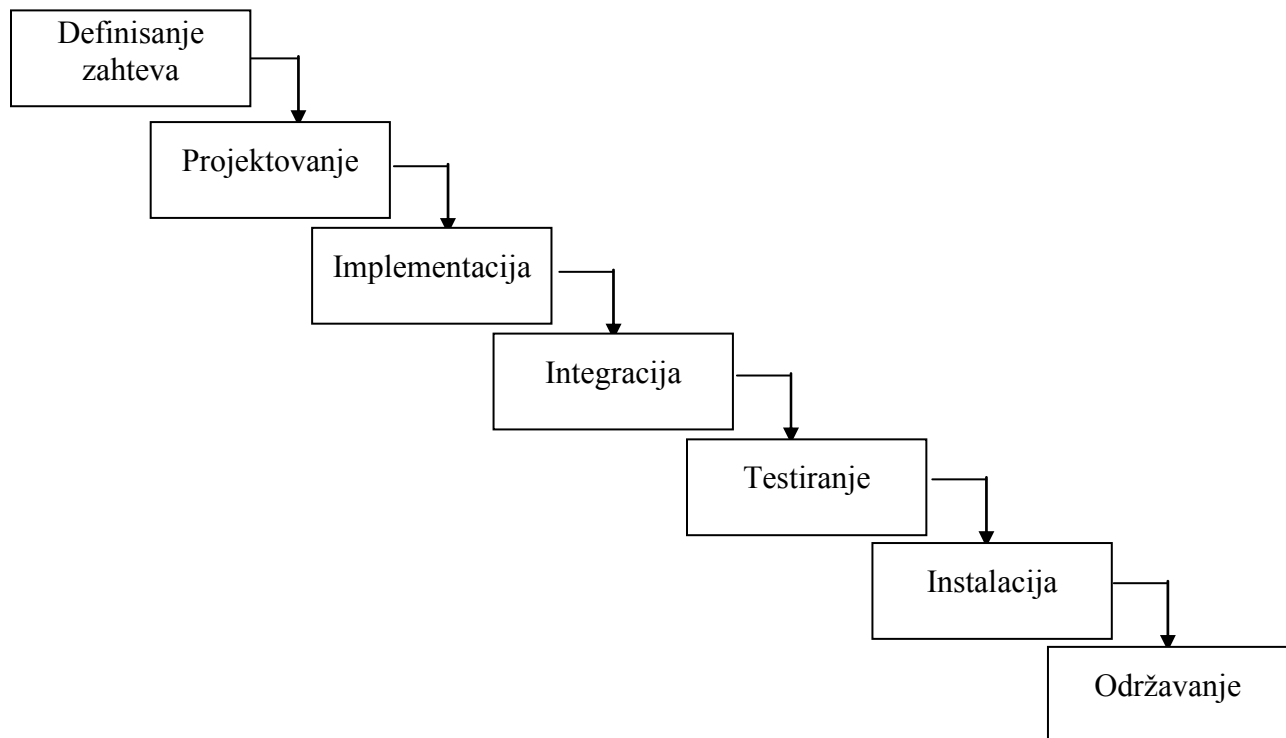 Definisanje
zahteva
Projektovanje
Implementacija
Integracija
Testiranje
Instalacija
Održavanje